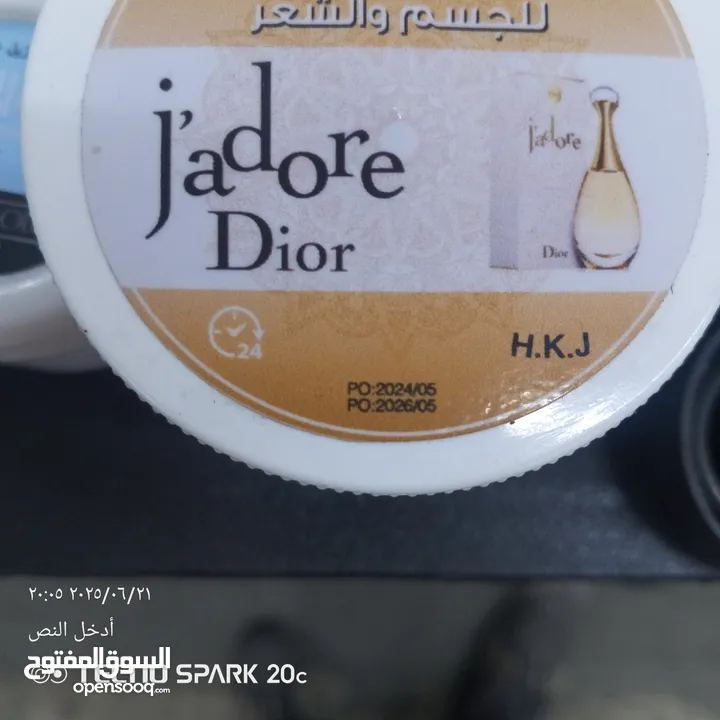 للجسم والشعر
j'adore
Dior
j'adore
Dior
24
H.K.J
PO:2024/05
PO:2026/05
٢٠:٠٥ ٢٠٢٥/٠٦/٢١
أدخل النص
السوق المفتوح
SPARK 20c
opensooq.com